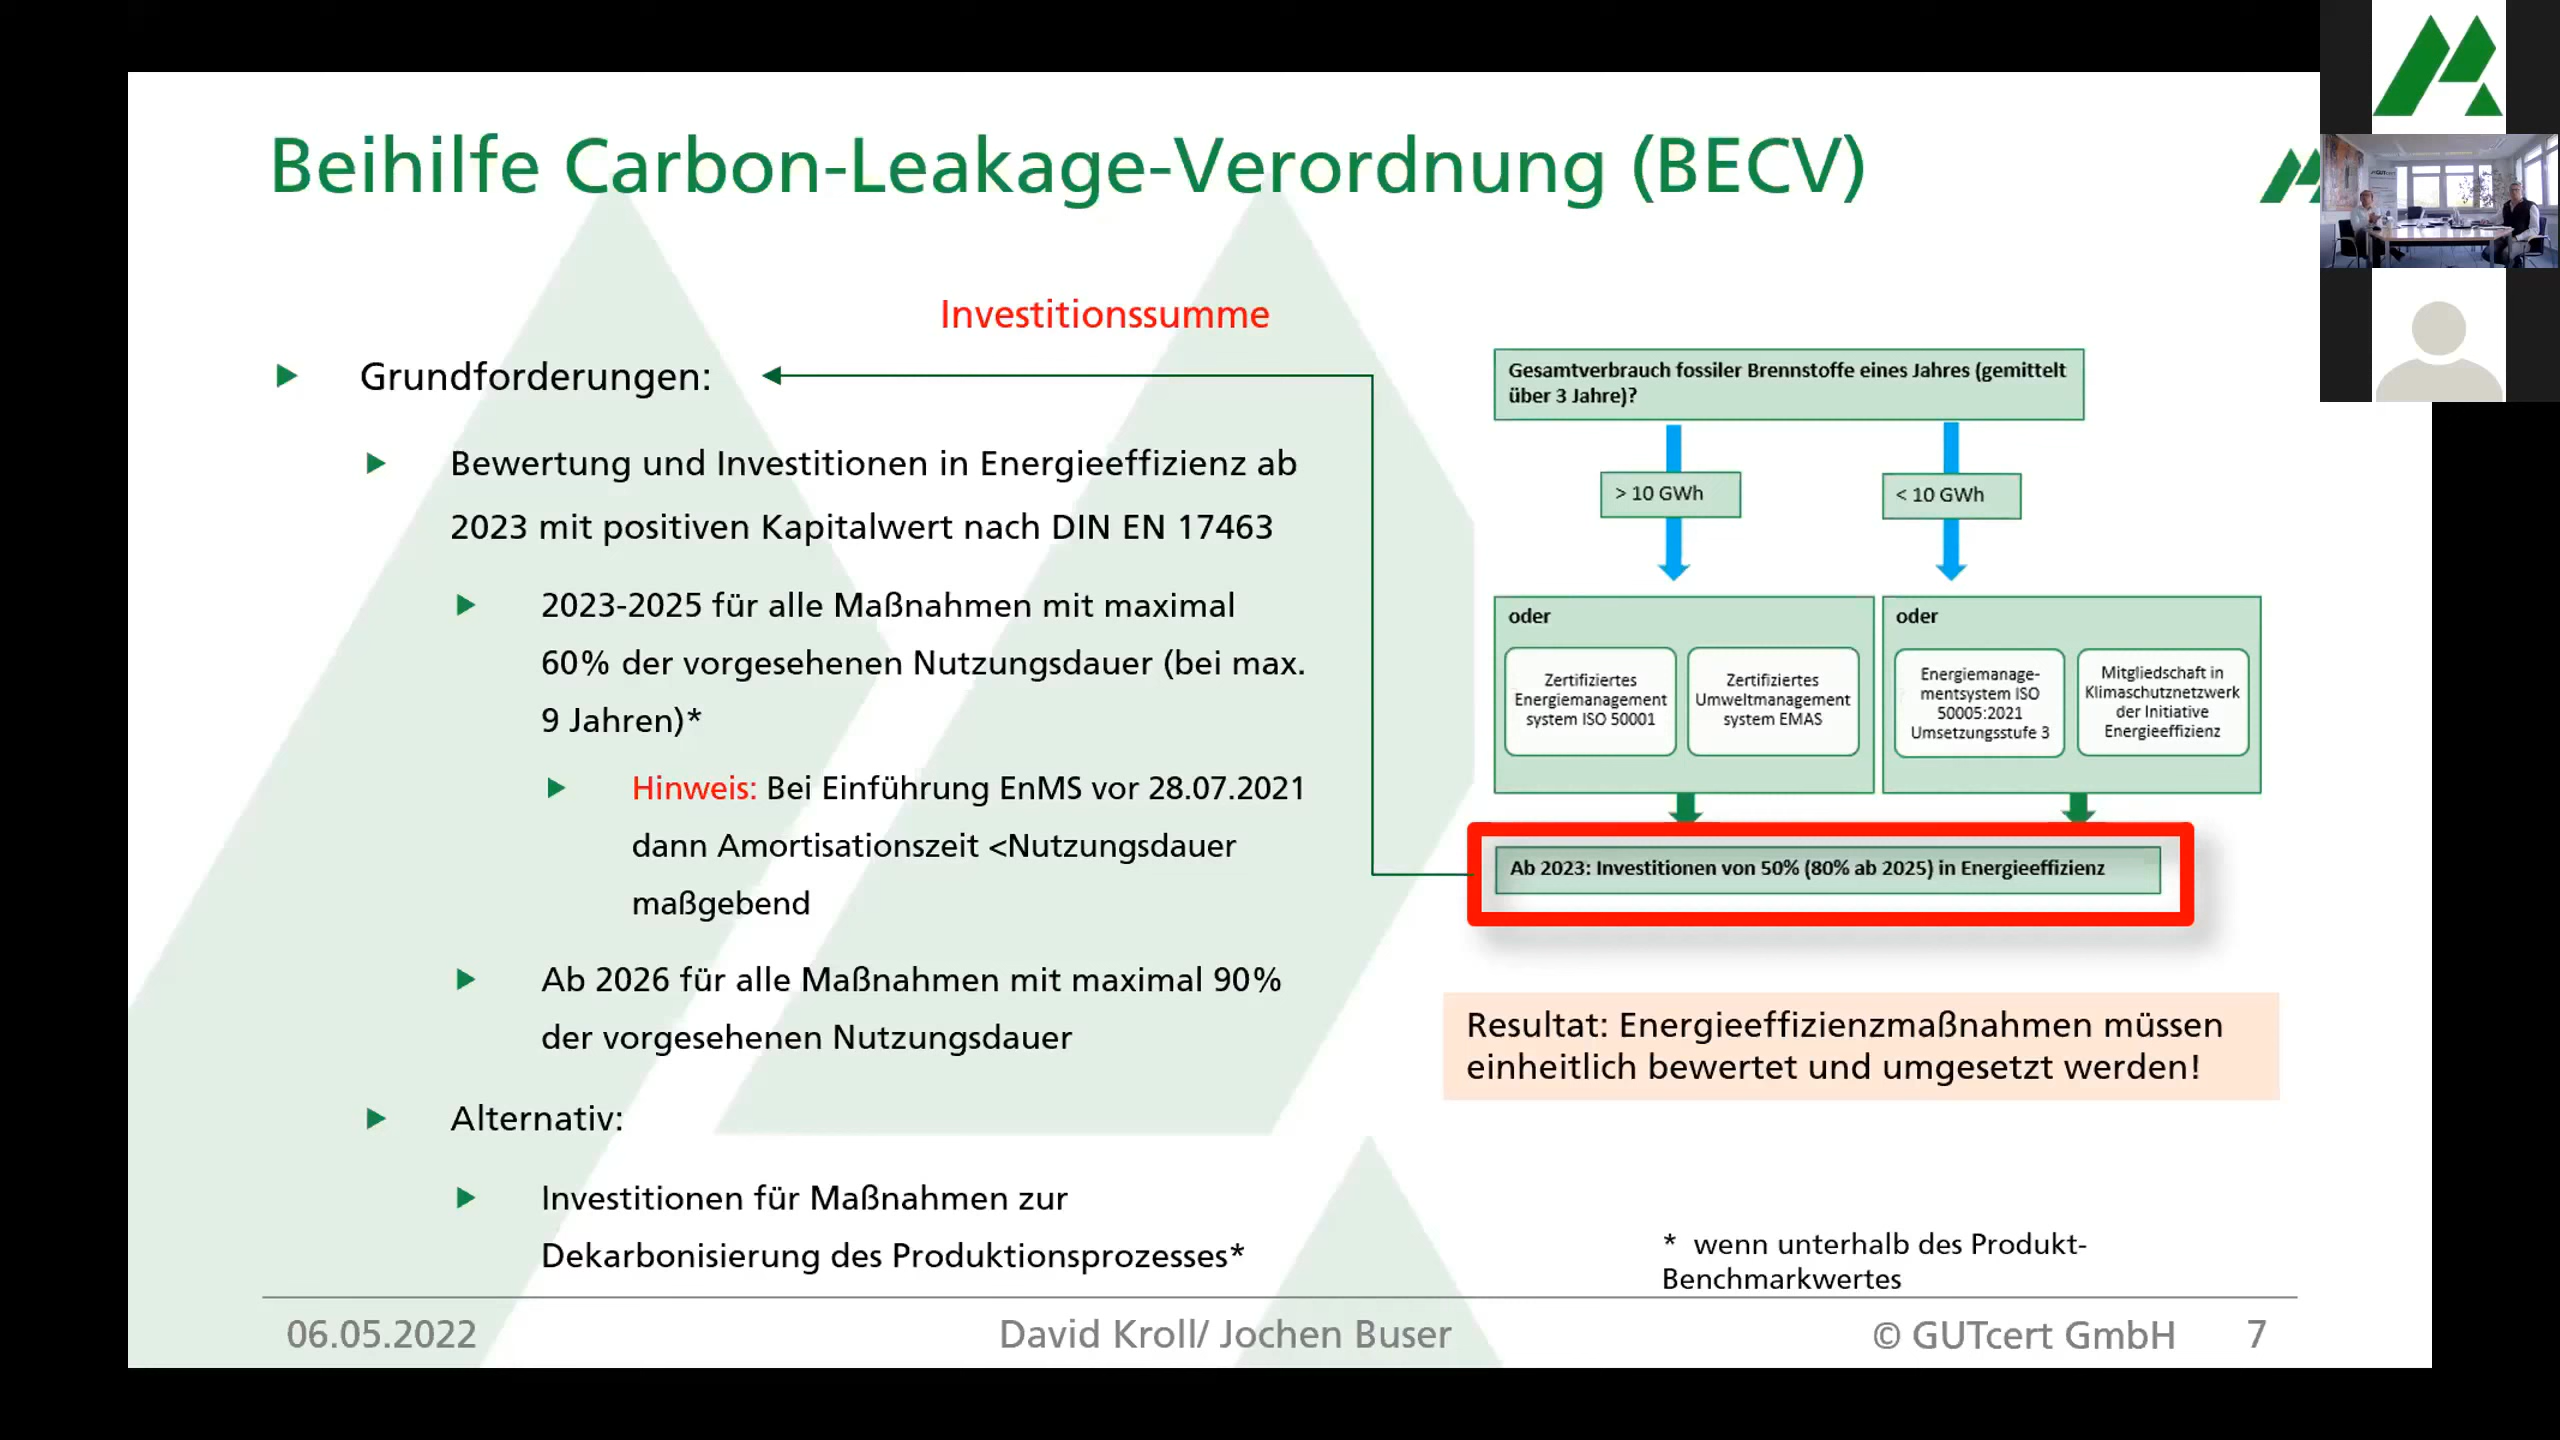 Beihilfe Carbon-Leakage-Verordnung (BECV)
Investitionssumme
Grundforderungen:
Bewertung und Investitionen in Energieeffizienz ab
2023 mit positiven Kapitalwert nach DIN EN 17463
2023-2025 für alle Maßnahmen mit maximal
60% der vorgesehenen Nutzungsdauer (bei max.
9 Jahren)*
Hinweis: Bei Einführung EnMS vor 28.07.2021
dann Amortisationszeit <Nutzungsdauer
maßgebend
Ab 2026 für alle Maßnahmen mit maximal 90%
der vorgesehenen Nutzungsdauer
Alternativ:
Investitionen für Maßnahmen zur
Dekarbonisierung des Produktionsprozesses*
Gesamtverbrauch fossiler Brennstoffe eines Jahres (gemittelt
über 3 Jahre)?
> 10 GWh
< 10 GWh
oder
Zertifiziertes
Energiemanagement
system ISO 50001
Zertifiziertes
Umweltmanagement
system EMAS
oder
Energiemanage-
mentsystem ISO
50005:2021
Umsetzungsstufe 3
Mitgliedschaft in
Klimaschutznetzwerk
der Initiative
Energieeffizienz
Ab 2023: Investitionen von 50% (80% ab 2025) in Energieeffizienz
Resultat: Energieeffizienzmaßnahmen müssen
einheitlich bewertet und umgesetzt werden!
* wenn unterhalb des Produkt-
Benchmarkwertes
06.05.2022
David Kroll/ Jochen Buser
© GUTcert GmbH
7